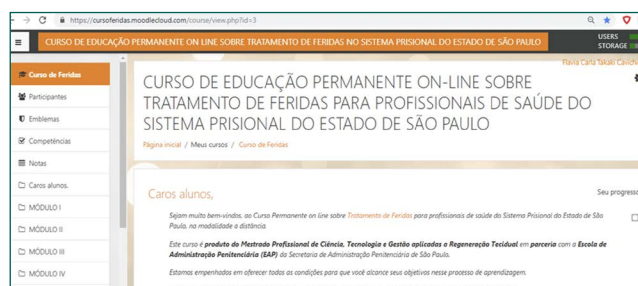 https://cursoferidas.moodlecloud.com/course/view.php?id=3
CURSO DE EDUCAÇÃO PERMANENTE ON LINE SOBRE TRATAMENTO DE FERIDAS NO SISTEMA PRISIONAL DO ESTADO DE SÃO PAULO
USERS
STORAGE
Flavia Carla Takaki
Curso de Feridas
Participantes
Emblemas
Competências
Notas
Caros alunos,
MÓDULO I
MÓDULO II
MÓDULO III
MÓDULO IV
CURSO DE EDUCAÇÃO PERMANENTE ON-LINE SOBRE
TRATAMENTO DE FERIDAS PARA PROFISSIONAIS DE SAÚDE DO
SISTEMA PRISIONAL DO ESTADO DE SÃO PAULO
Página inicial / Meus cursos / Curso de Feridas
Caros alunos,
Seu progresso
Sejam muito bem-vindos, ao Curso Permanente on line sobre Tratamento de Feridas para profissionais de saúde do Sistema Prisional do Estado de São
Paulo, na modalidade a distância.
Este curso é produto do Mestrado Profissional de Ciência, Tecnologia e Gestão aplicadas a Regeneração Tecidual em parceria com a Escola de
Administração Penitenciária (EAP) da Secretaria de Administração Penitenciária de São Paulo.
Estamos empenhados em oferecer todas as condições para que você alcance seus objetivos nesse processo de aprendizagem.